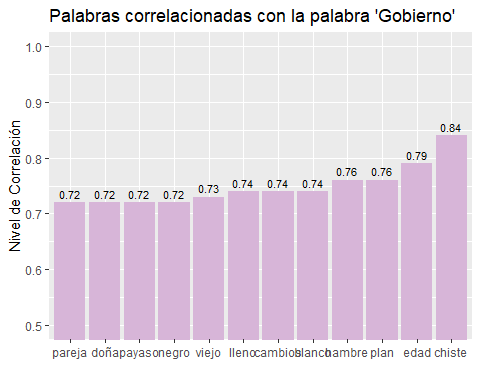 Palabras correlacionadas con la palabra 'Gobierno'
Nivel de Correlación
1.0
0.9
0.8
0.7
0.6
0.5
0.72 0.72 0.72 0.72 0.73 0.74 0.74 0.74 0.76 0.76 0.79 0.84
pareja doña payaso negro viejo lleno cambios blanco hambre plan edad chiste